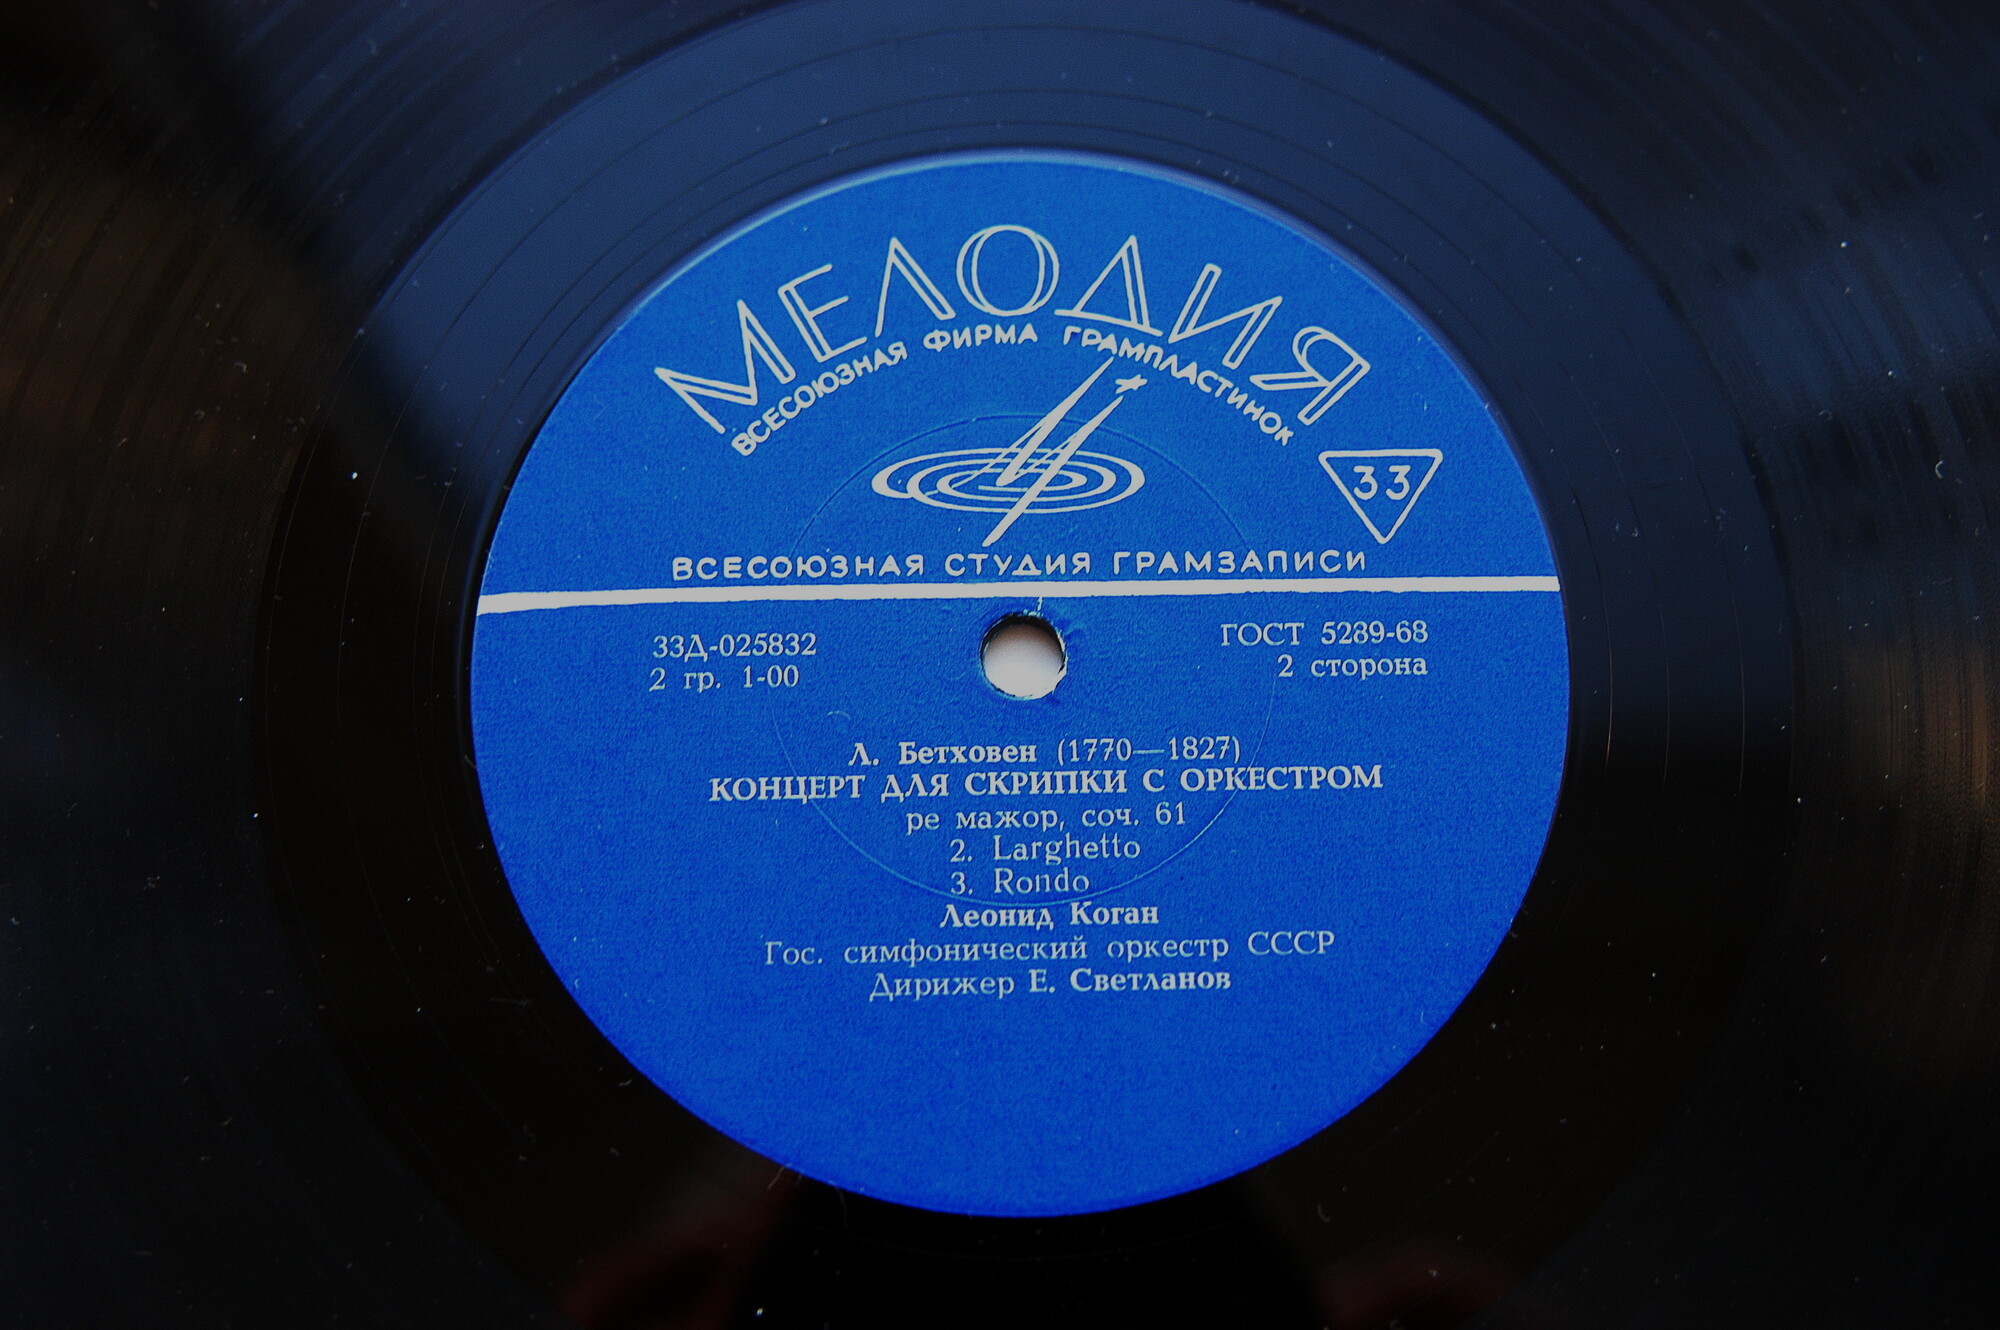 МЕЛОДИЯ
ВСЕСОЮЗНАЯ ФИРМА ГРАМПЛАСТИНОК
33
ВСЕСОЮЗНАЯ СТУДИЯ ГРАМЗАПИСИ
33Д-025832
2 гр. 1-00
ГОСТ 5289-68
2 сторона
Л. Бетховен (1770—1827)
КОНЦЕРТ ДЛЯ СКРИПКИ С ОРКЕСТРОМ
ре мажор, соч. 61
2. Larghetto
3. Rondo
Леонид Коган
Гос. симфонический оркестр СССР
Дирижер Е. Светланов